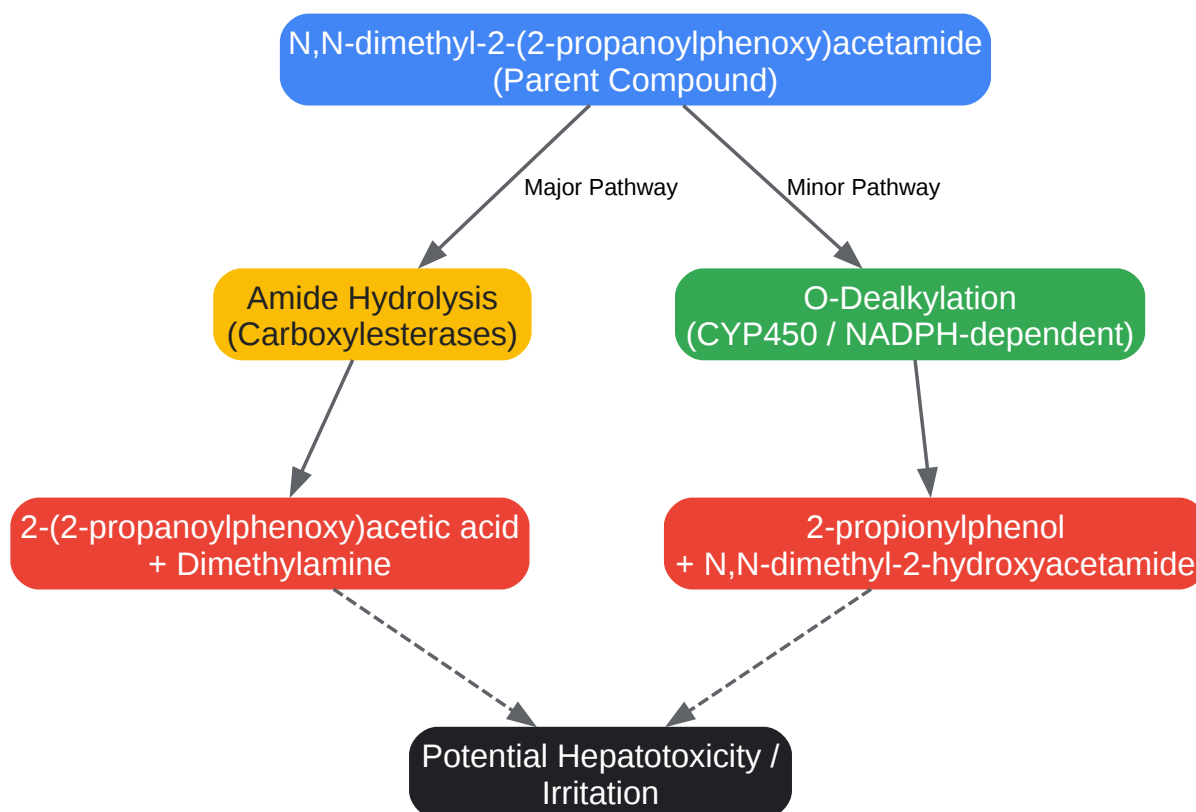 N,N-dimethyl-2-(2-propanoylphenoxy)acetamide
(Parent Compound)
Major Pathway
Minor Pathway
Amide Hydrolysis
(Carboxylesterases)
O-Dealkylation
(CYP450 / NADPH-dependent)
2-(2-propanoylphenoxy)acetic acid
+ Dimethylamine
2-propionylphenol
+ N,N-dimethyl-2-hydroxyacetamide
Potential Hepatotoxicity /
Irritation